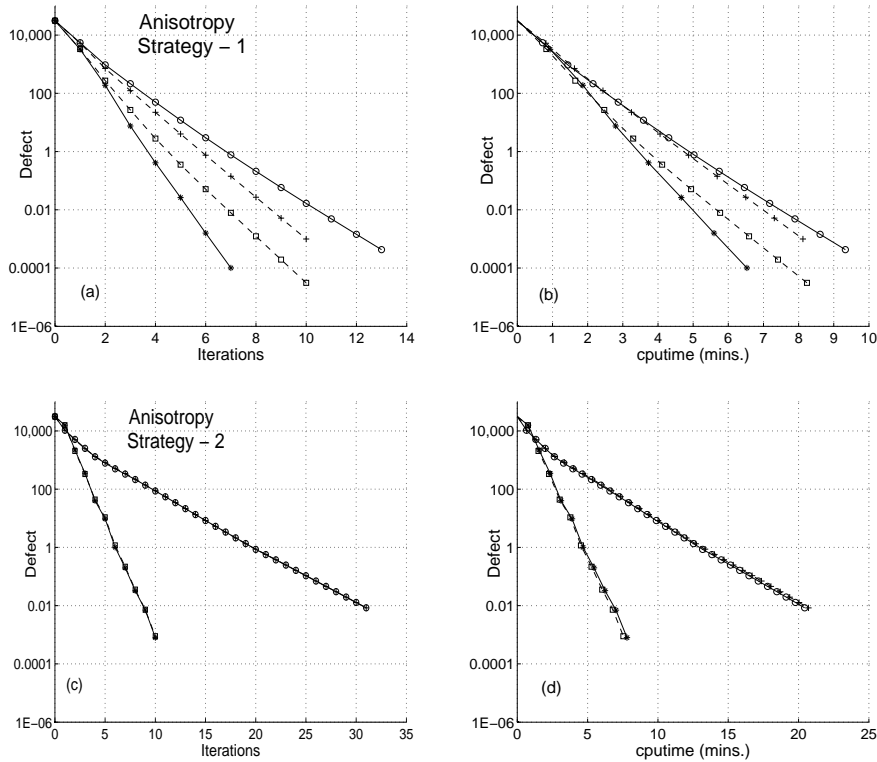 Anisotropy
Strategy − 1
10,000
100
1
0.01
0.0001
1E−06
Defect
(a)
0 2 4 6 8 10 12 14
Iterations
10,000
100
1
0.01
0.0001
1E−06
Defect
(b)
1 2 3 4 5 6 7 8 9 10
cputime (mins.)
Anisotropy
Strategy − 2
10,000
100
1
0.01
0.0001
1E−06
Defect
(c)
0 5 10 15 20 25 30 35
Iterations
10,000
100
1
0.01
0.0001
1E−06
Defect
(d)
0 5 10 15 20 25
cputime (mins.)